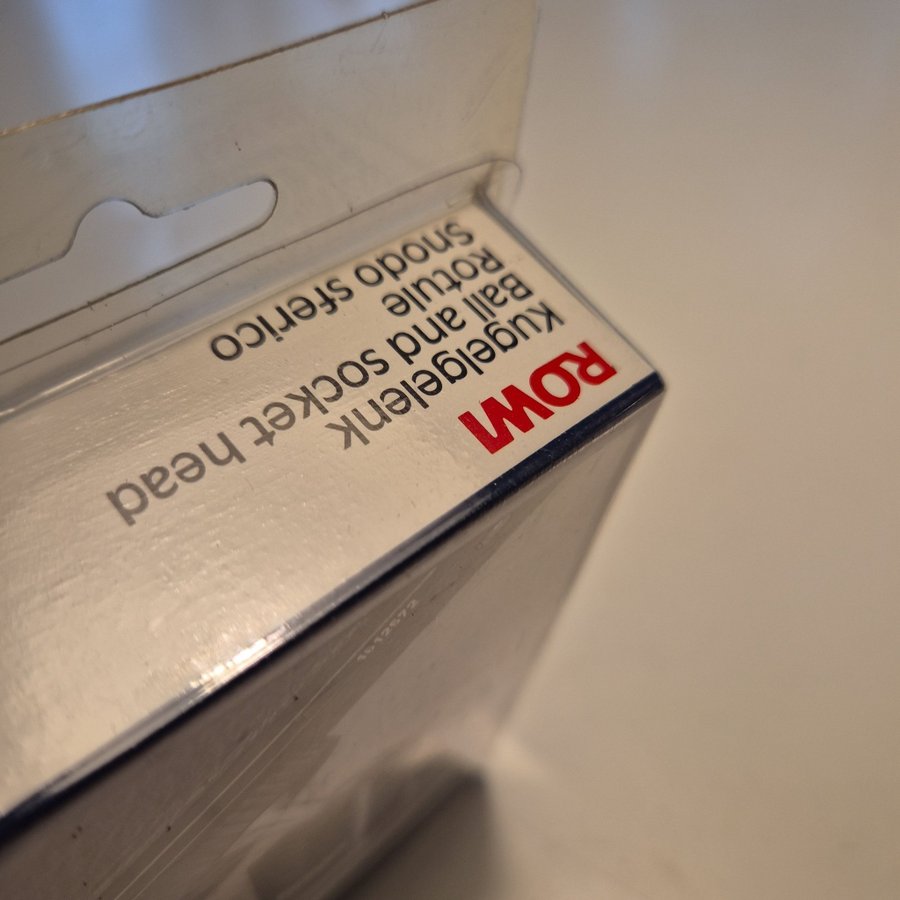 ROWI
Kugelgelenk
Ball and socket head
Rotule
Snodo sferico